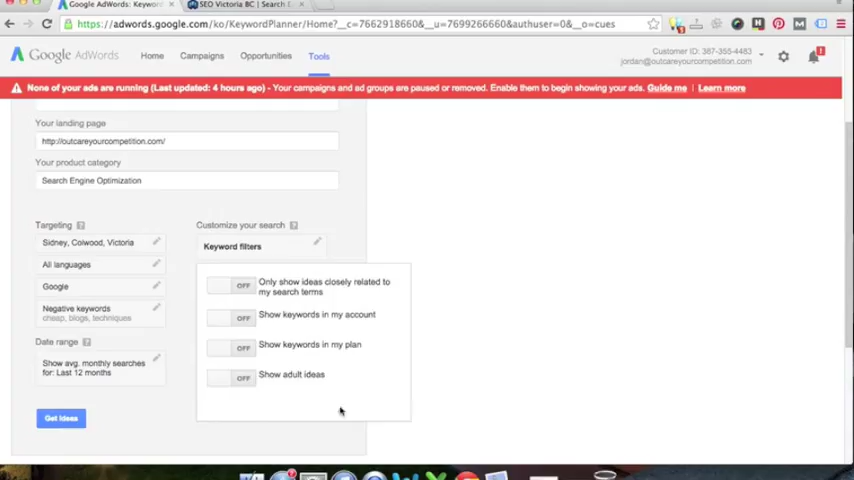 Google AdWords: Keywor
SEO Victoria BC | Search E
https://adwords.google.com/ko/KeywordPlanner/Home?__c=7662918660&__u=7699266660&authuser=0&__o=cues
Google AdWords
Home
Campaigns
Opportunities
Tools
Customer ID: 387-355-4483
jordan@outcareyourcompetition.com
None of your ads are running (Last updated: 4 hours ago) - Your campaigns and ad groups are paused or removed. Enable them to begin showing your ads. Guide me | Learn more
Your landing page
http://outcareyourcompetition.com/
Your product category
Search Engine Optimization
Targeting ?
Sidney, Colwood, Victoria
All languages
Google
Negative keywords
cheap, blogs, techniques
Date range ?
Show avg. monthly searches
for: Last 12 months
Get ideas
Customize your search ?
Keyword filters
OFF
Only show ideas closely related to
my search terms
OFF
Show keywords in my account
OFF
Show keywords in my plan
OFF
Show adult ideas